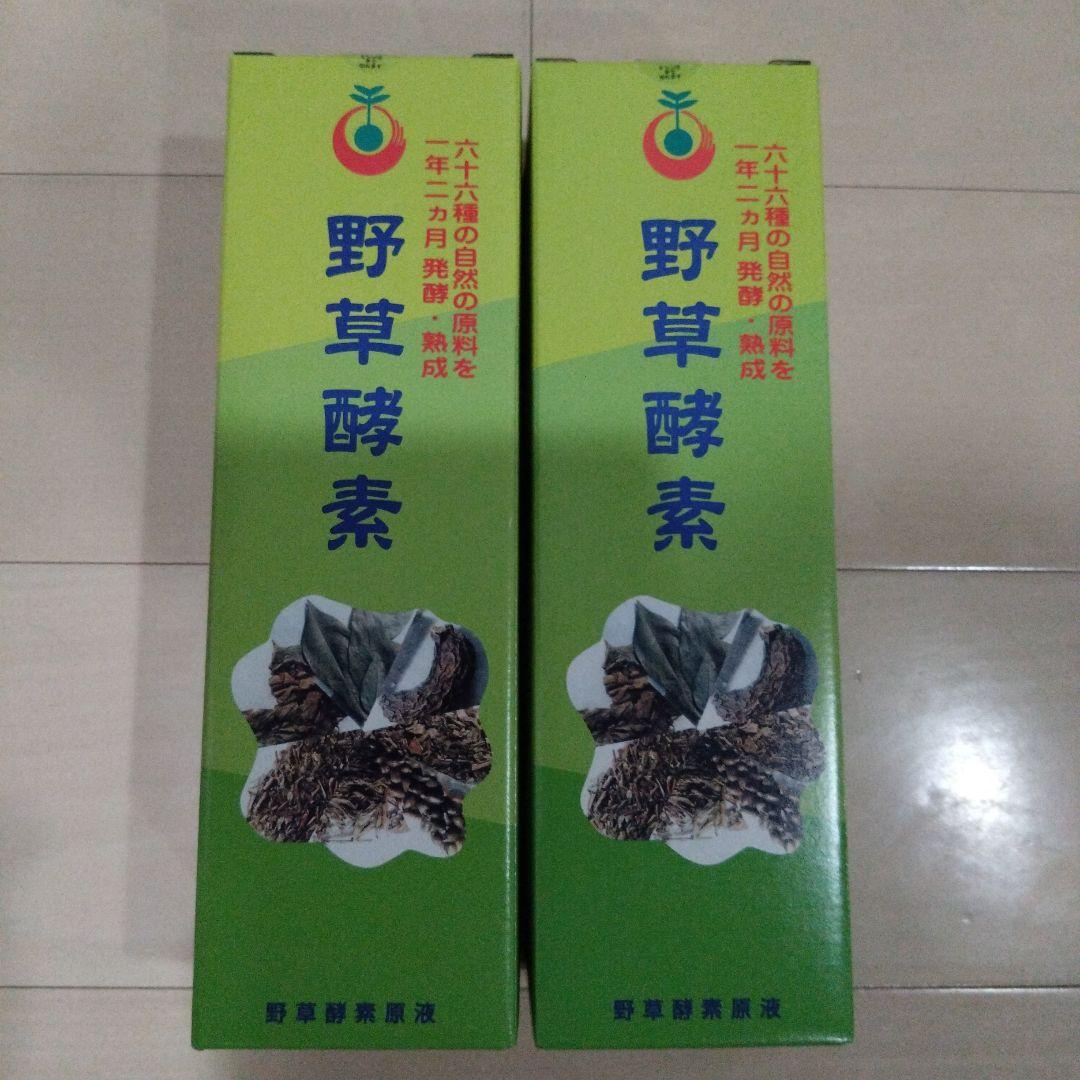 六十六種の自然の原料を
一年二ヵ月 発酵・熟成
野草酵素
野草酵素原液
六十六種の自然の原料を
一年二ヵ月 発酵・熟成
野草酵素
野草酵素原液